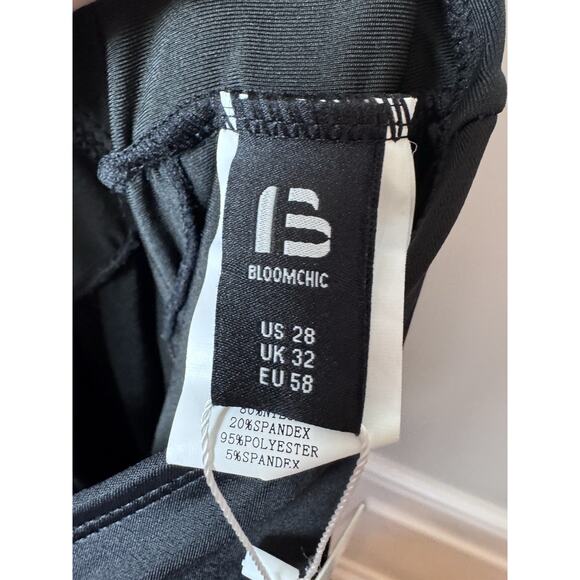 B
BLOOMCHIC
US 28
UK 32
EU 58
20%SPANDEX
95%POLYESTER
5%SPANDEX